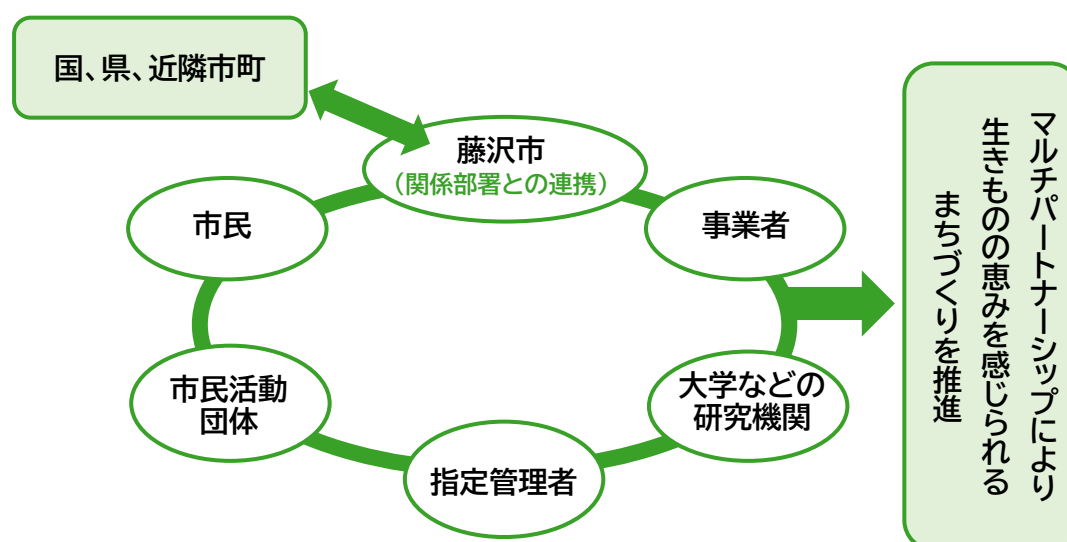 国、県、近隣市町
藤沢市
（関係部署との連携）
市民
事業者
市民活動
団体
大学などの
研究機関
指定管理者
マルチパートナーシップにより
生きものの恵みを感じられる
まちづくりを推進